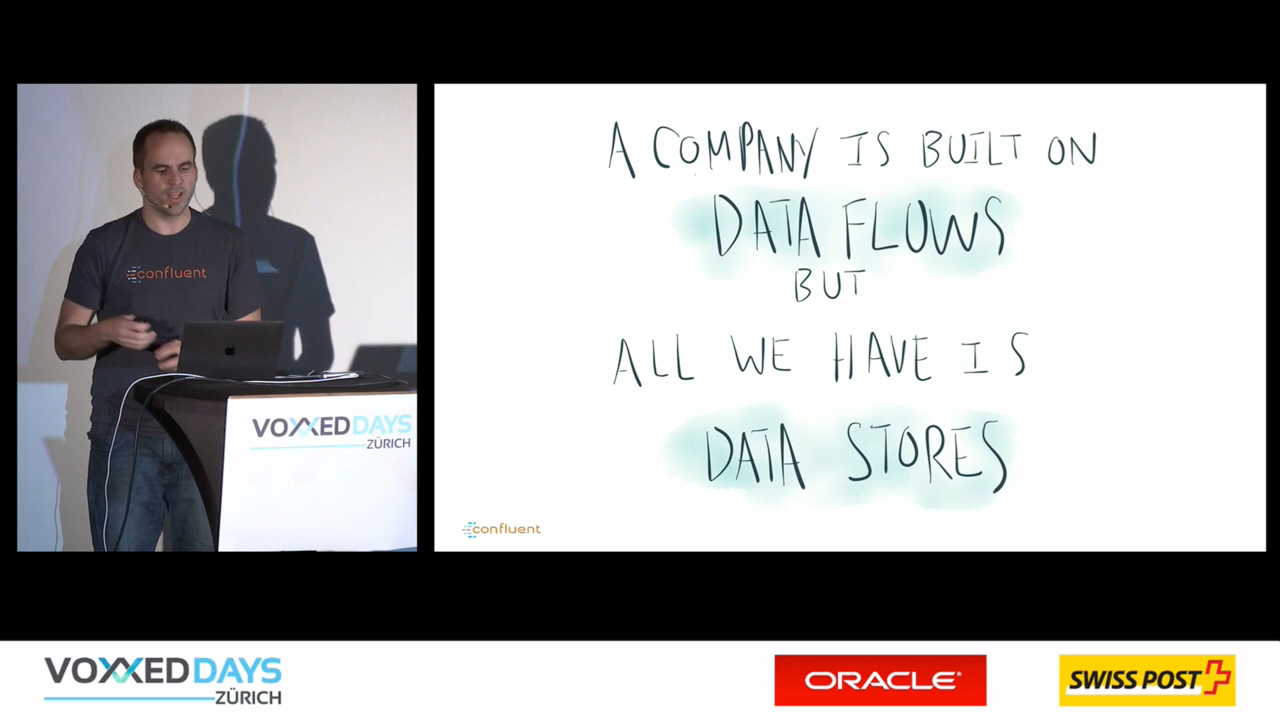 confluent
VOXXED DAYS
ZÜRICH
A COMPANY IS BUILT ON
DATA FLOWS
BUT
ALL WE HAVE IS
DATA STORES
confluent
VOXXED DAYS
ZÜRICH
ORACLE
SWISS POST